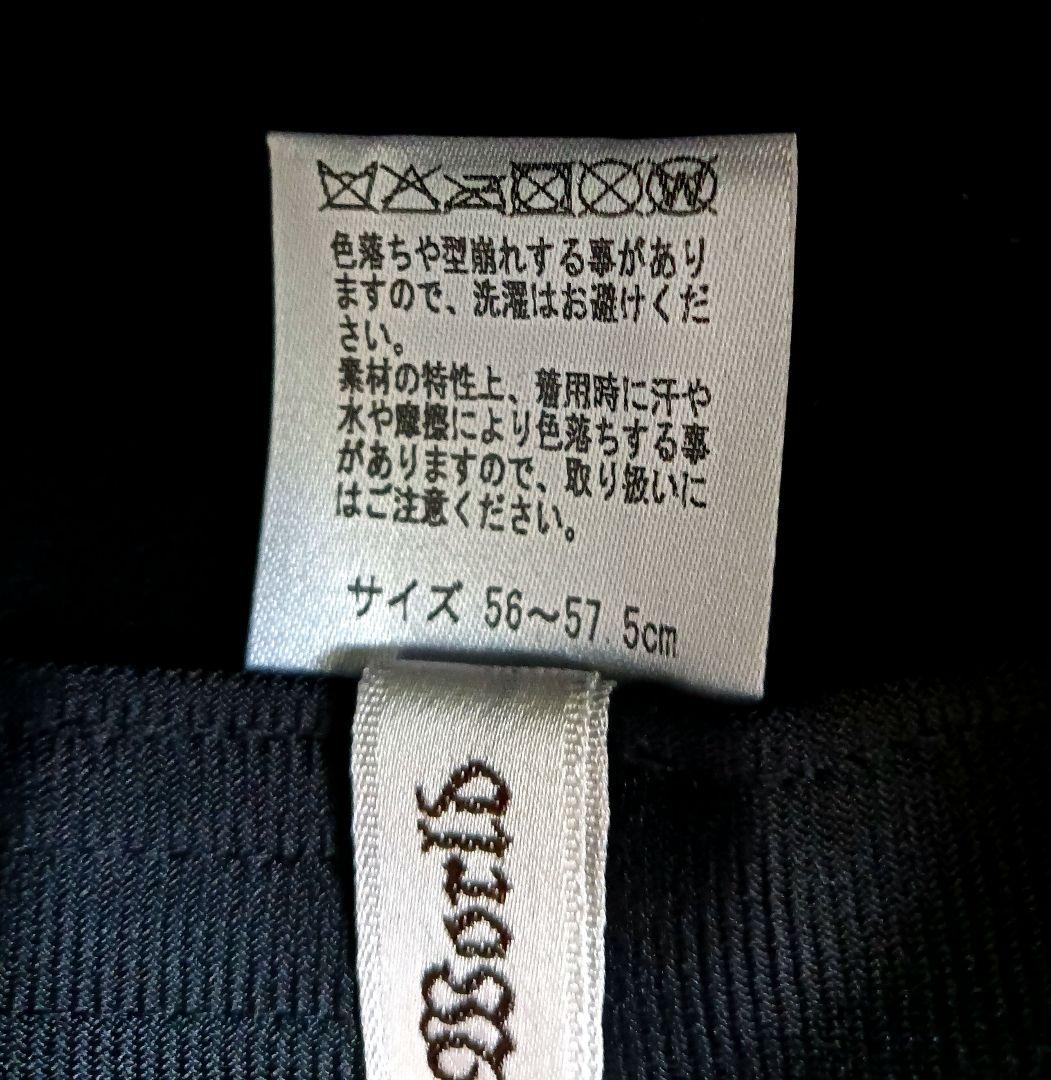 色落ちや型崩れする事があり
ますので、洗濯はお避けくだ
さい。
素材の特性上、着用時に汗や
水や摩擦により色落ちする事
がありますので、取り扱いに
はご注意ください。
サイズ 56～57.5cm
World